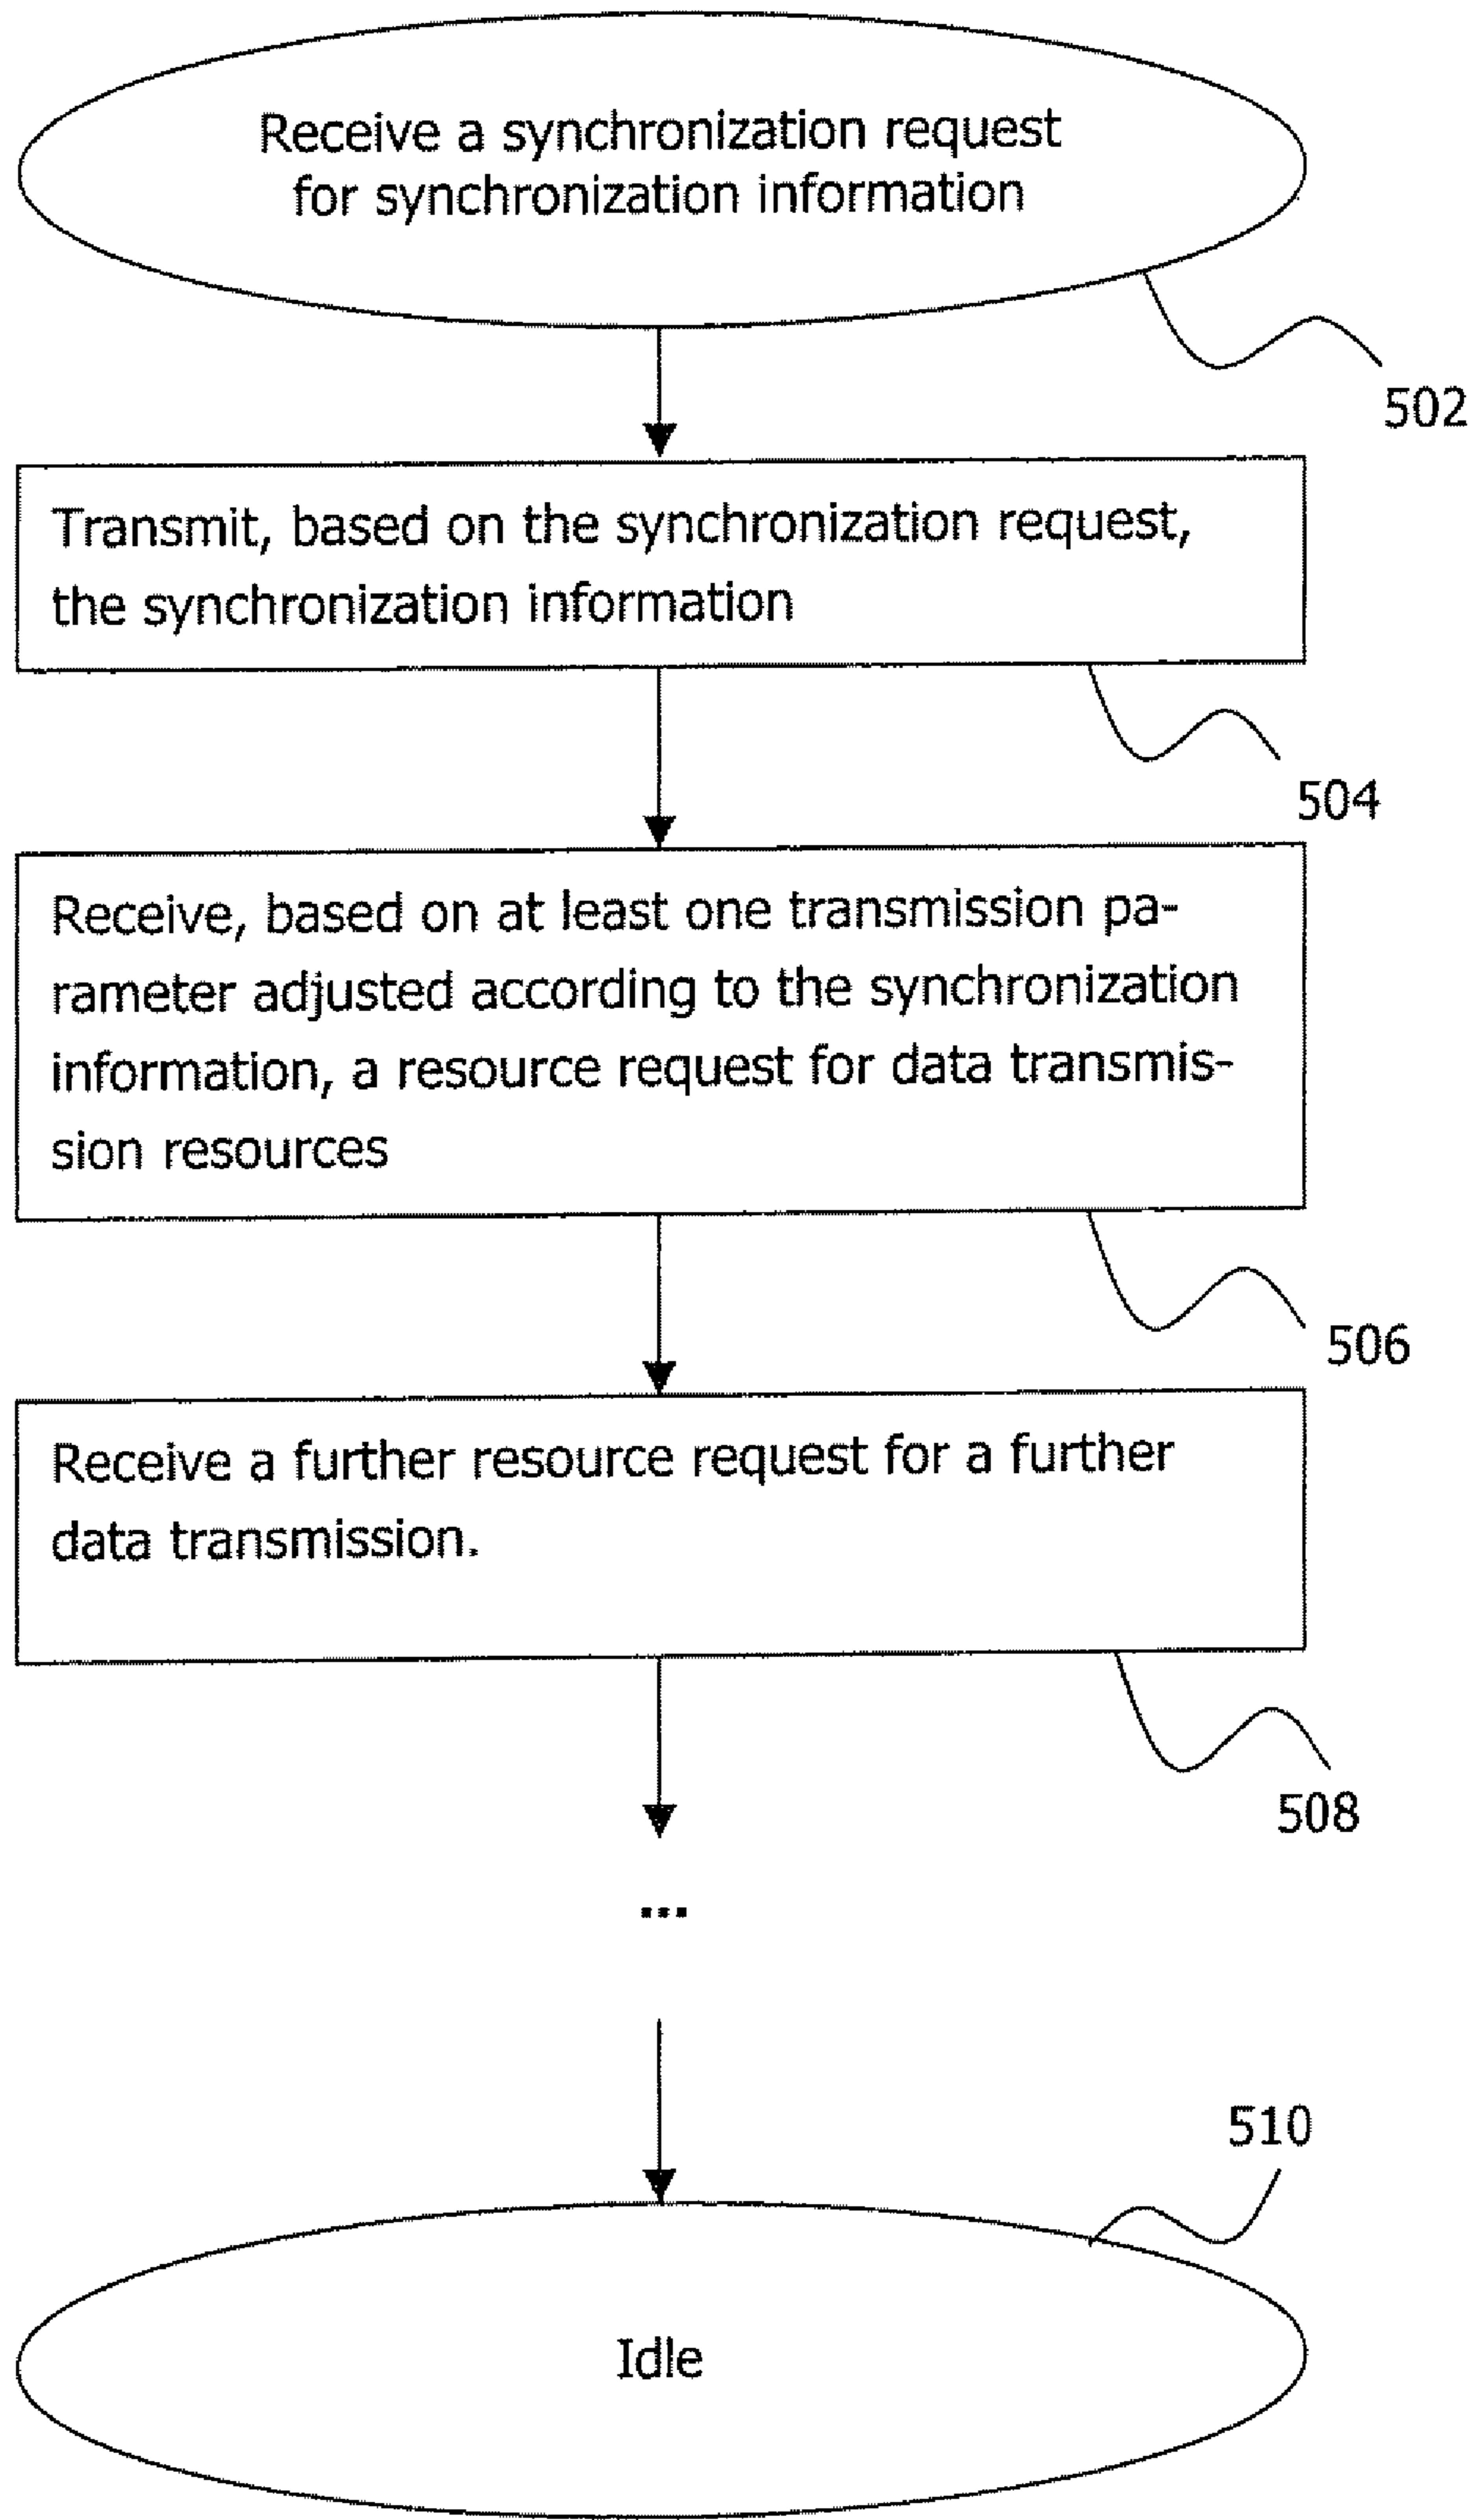 Receive a synchronization request
for synchronization information
502
Transmit, based on the synchronization request,
the synchronization information
504
Receive, based on at least one transmission pa-
rameter adjusted according to the synchronization
information, a resource request for data transmis-
sion resources
506
Receive a further resource request for a further
data transmission.
508
...
510
Idle